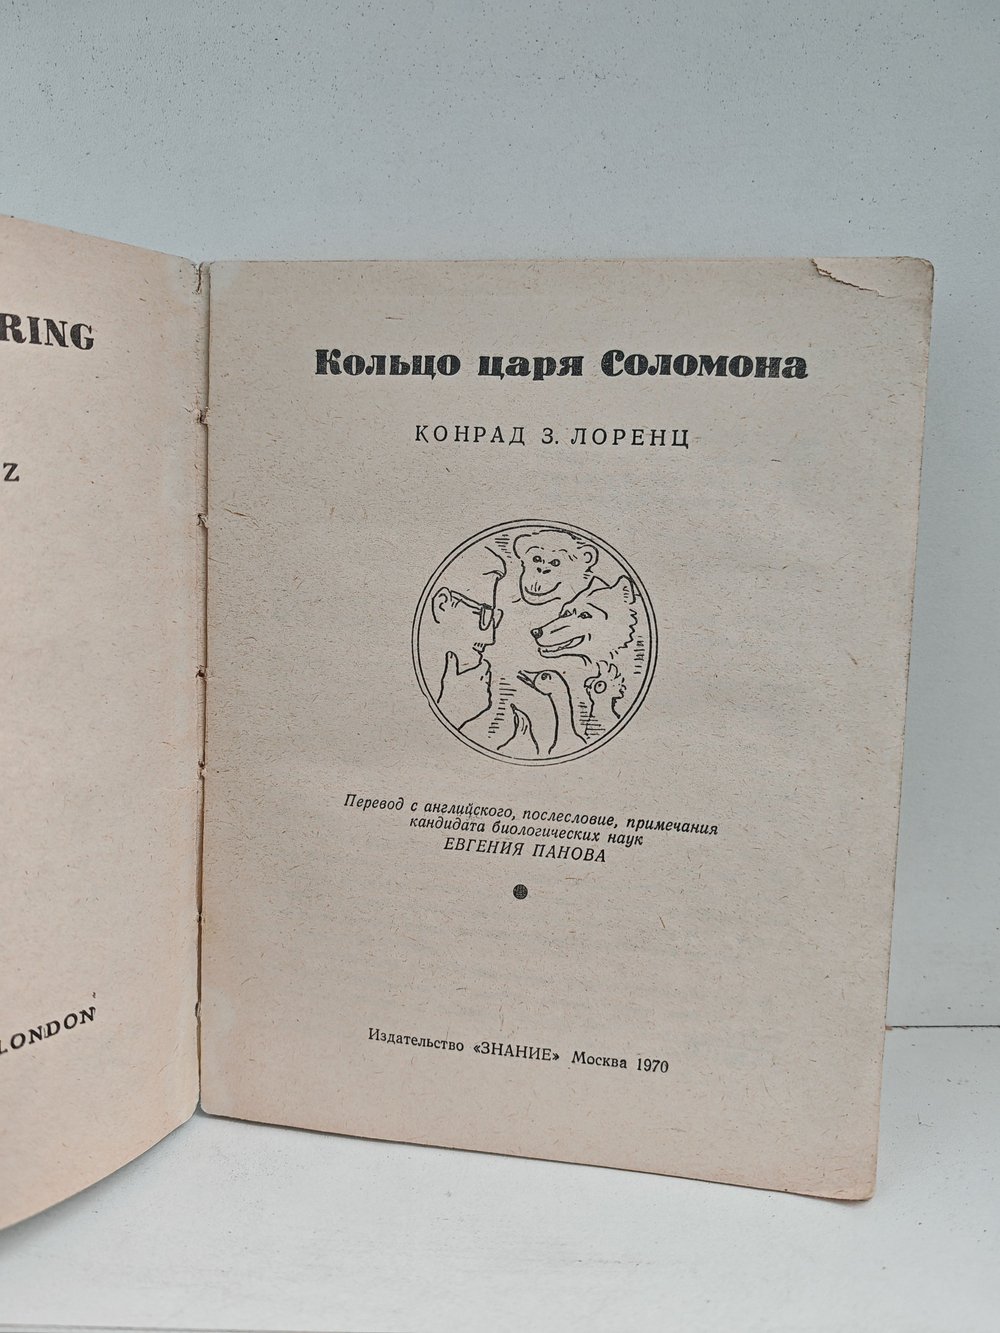 RING
Z
LONDON
Кольцо царя Соломона
КОНРАД З. ЛОРЕНЦ
Перевод с английского, послесловие, примечания
кандидата биологических наук
ЕВГЕНИЯ ПАНОВА
Издательство «ЗНАНИЕ» Москва 1970